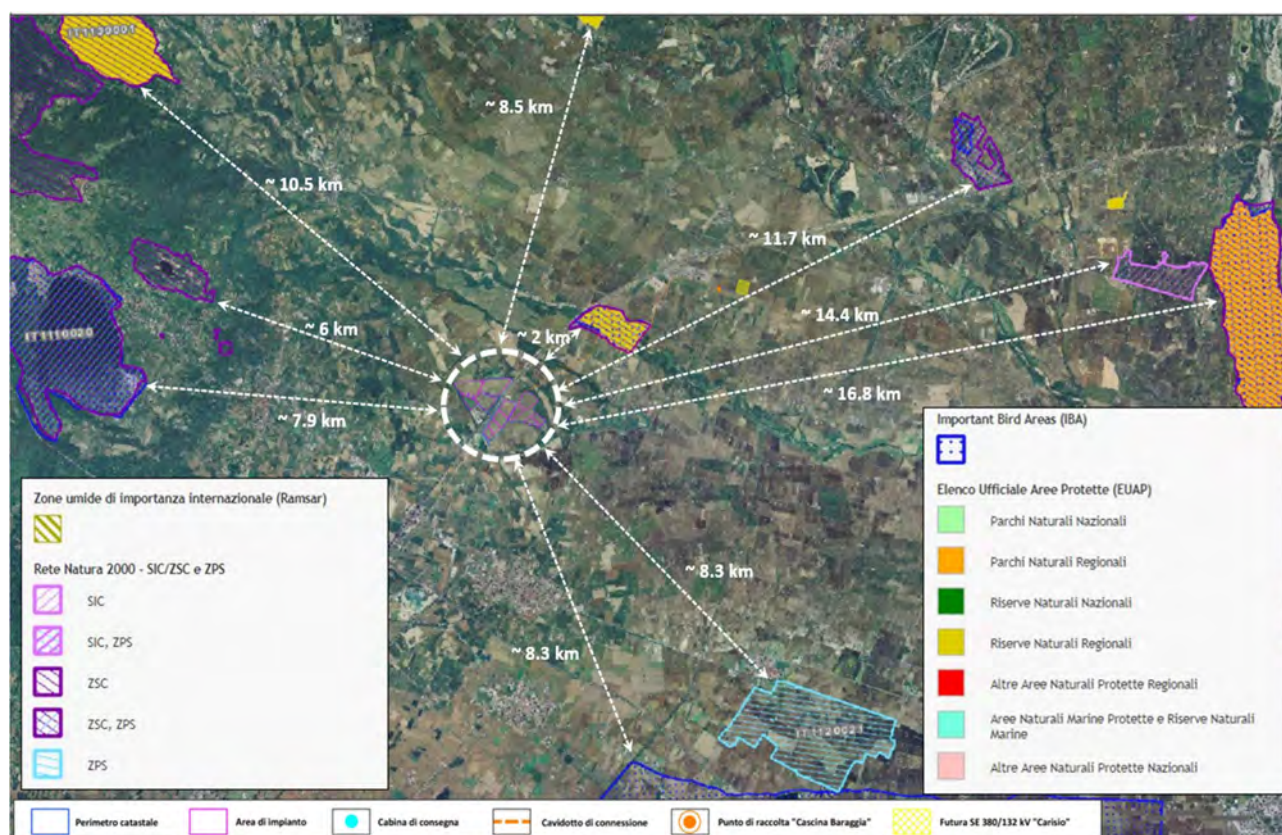 IT1130001
~ 8.5 km
~ 10.5 km
~ 11.7 km
~ 6 km
~ 2 km
~ 14.4 km
IT1110020
~ 7.9 km
~ 16.8 km
~ 8.3 km
~ 8.3 km
IT1120021
Zone umide di importanza internazionale (Ramsar)
Rete Natura 2000 - SIC/ZSC e ZPS
SIC
SIC, ZPS
ZSC
ZSC, ZPS
ZPS
Important Bird Areas (IBA)
Elenco Ufficiale Aree Protette (EUAP)
Parchi Naturali Nazionali
Parchi Naturali Regionali
Riserve Naturali Nazionali
Riserve Naturali Regionali
Altre Aree Naturali Protette Regionali
Aree Naturali Marine Protette e Riserve Naturali
Marine
Altre Aree Naturali Protette Nazionali
Perimetro catastale
Area di impianto
Cabina di consegna
Cavidotto di connessione
Punto di raccolta "Cascina Baraggia"
Futura SE 380/132 kV "Carisio"